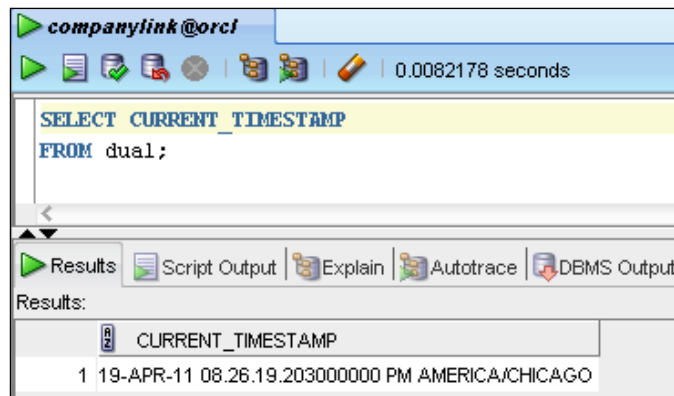 companylink@orcl
0.0082178 seconds
SELECT CURRENT_TIMESTAMP
FROM dual;
Results Script Output Explain Autotrace DBMS Output
Results:
CURRENT_TIMESTAMP
1 19-APR-11 08.26.19.203000000 PM AMERICA/CHICAGO